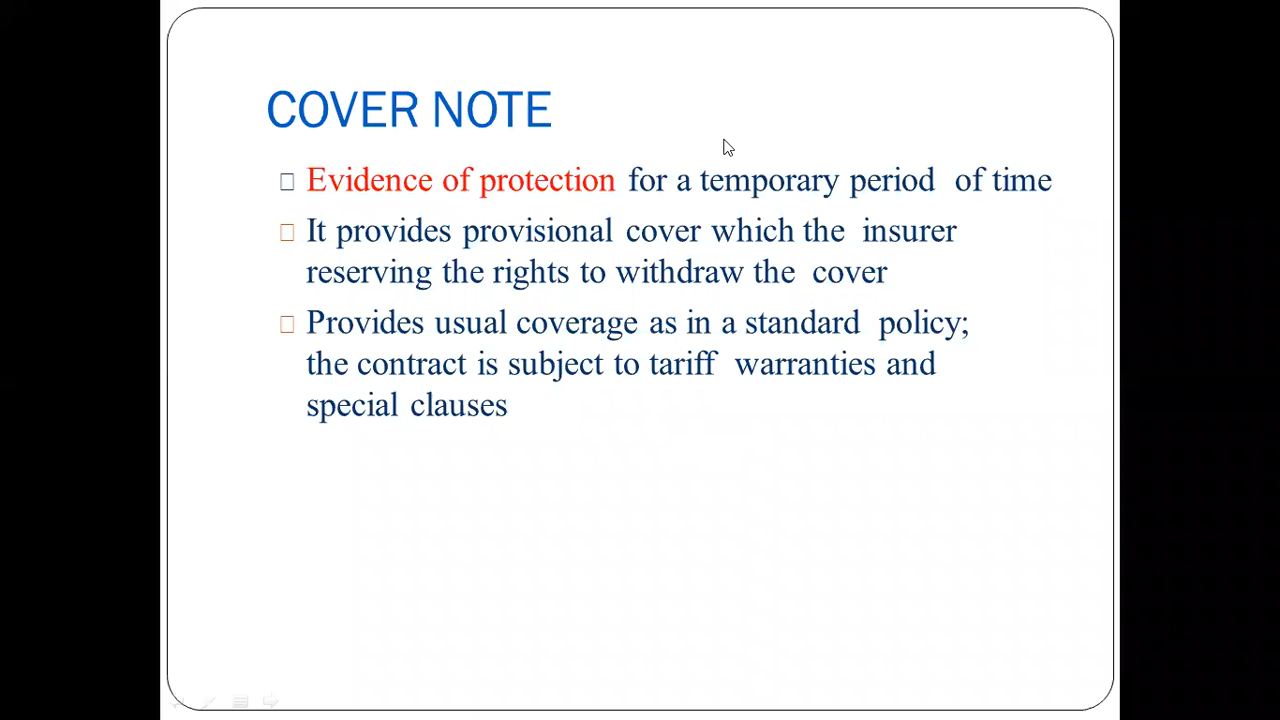 COVER NOTE
Evidence of protection for a temporary period of time
It provides provisional cover which the insurer
reserving the rights to withdraw the cover
Provides usual coverage as in a standard policy;
the contract is subject to tariff warranties and
special clauses